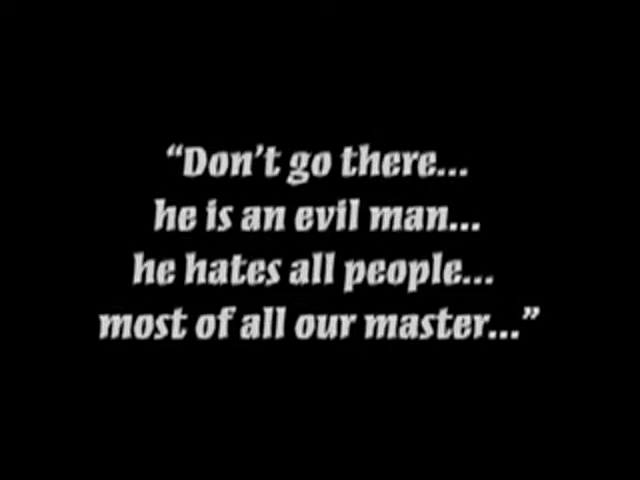 “Don’t go there...
he is an evil man...
he hates all people...
most of all our master...”